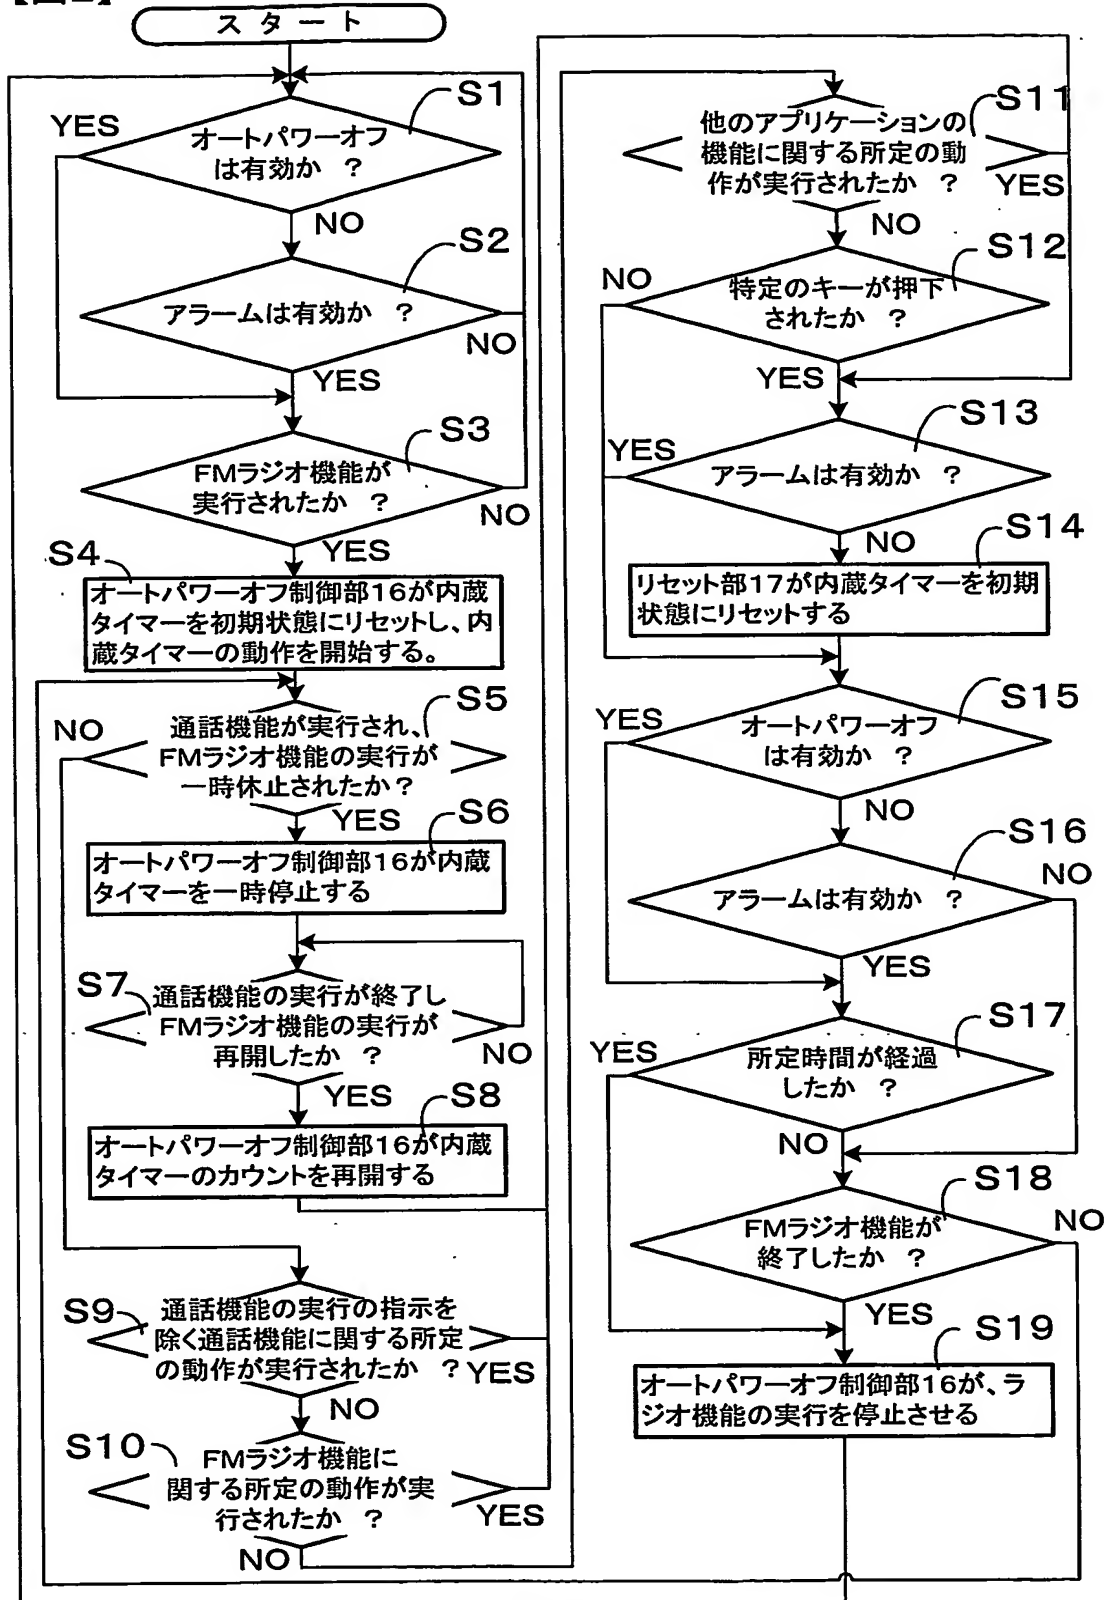 スタート
S1
YES
オートパワーオフ
は有効か ?
NO
S2
アラームは有効か ?
NO
YES
S3
FMラジオ機能が
実行されたか ?
NO
YES
S4
オートパワーオフ制御部16が内蔵
タイマーを初期状態にリセットし、内
蔵タイマーの動作を開始する。
S5
NO
通話機能が実行され、
FMラジオ機能の実行が
一時休止されたか?
YES
S6
オートパワーオフ制御部16が内蔵
タイマーを一時停止する
S7
通話機能の実行が終了し
FMラジオ機能の実行が
再開したか ?
NO
YES
S8
オートパワーオフ制御部16が内蔵
タイマーのカウントを再開する
S9
通話機能の実行の指示を
除く通話機能に関する所定
の動作が実行されたか ?
YES
NO
S10
FMラジオ機能に
関する所定の動作が実
行されたか ?
YES
NO
S11
他のアプリケーションの
機能に関する所定の動
作が実行されたか ?
YES
NO
S12
NO
特定のキーが押下
されたか ?
YES
S13
YES
アラームは有効か ?
NO
S14
リセット部17が内蔵タイマーを初期
状態にリセットする
S15
YES
オートパワーオフ
は有効か ?
NO
S16
NO
アラームは有効か ?
YES
S17
YES
所定時間が経過
したか ?
NO
S18
NO
FMラジオ機能が
終了したか ?
YES
S19
オートパワーオフ制御部16が、ラ
ジオ機能の実行を停止させる